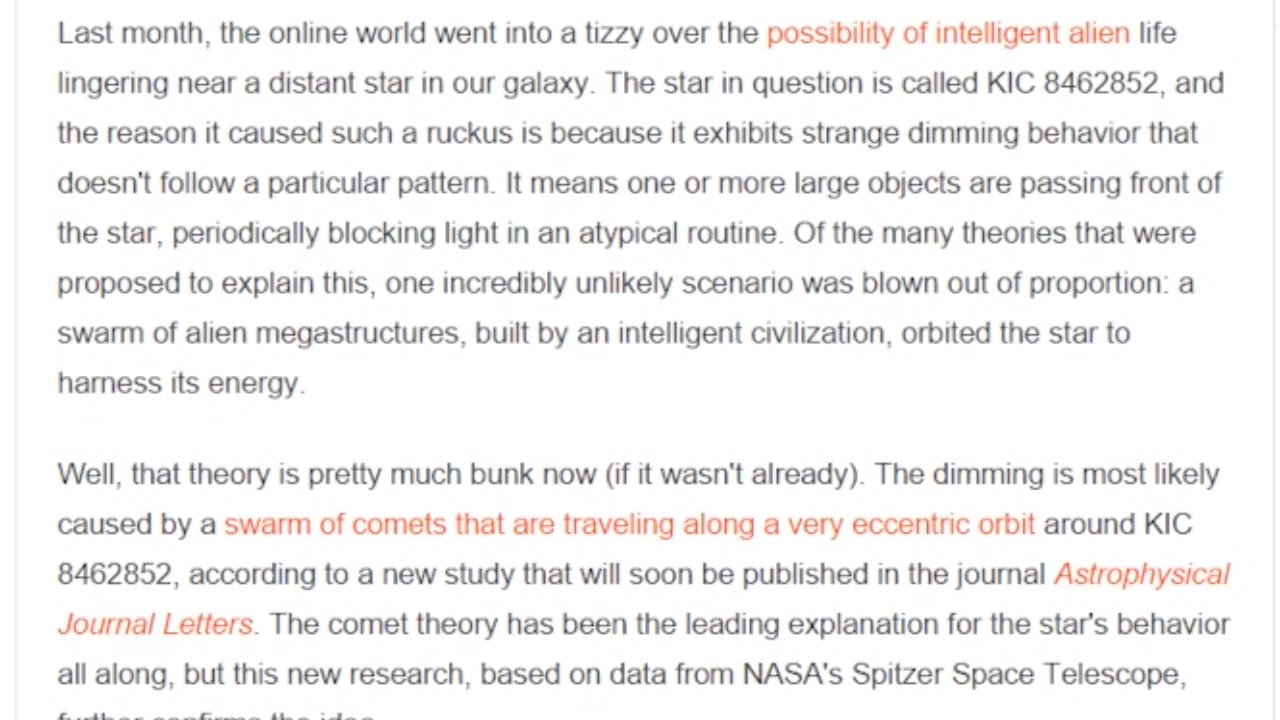 Last month, the online world went into a tizzy over the possibility of intelligent alien life
lingering near a distant star in our galaxy. The star in question is called KIC 8462852, and
the reason it caused such a ruckus is because it exhibits strange dimming behavior that
doesn't follow a particular pattern. It means one or more large objects are passing front of
the star, periodically blocking light in an atypical routine. Of the many theories that were
proposed to explain this, one incredibly unlikely scenario was blown out of proportion: a
swarm of alien megastructures, built by an intelligent civilization, orbited the star to
harness its energy.
Well, that theory is pretty much bunk now (if it wasn't already). The dimming is most likely
caused by a swarm of comets that are traveling along a very eccentric orbit around KIC
8462852, according to a new study that will soon be published in the journal Astrophysical
Journal Letters. The comet theory has been the leading explanation for the star's behavior
all along, but this new research, based on data from NASA's Spitzer Space Telescope,
further confirms the idea